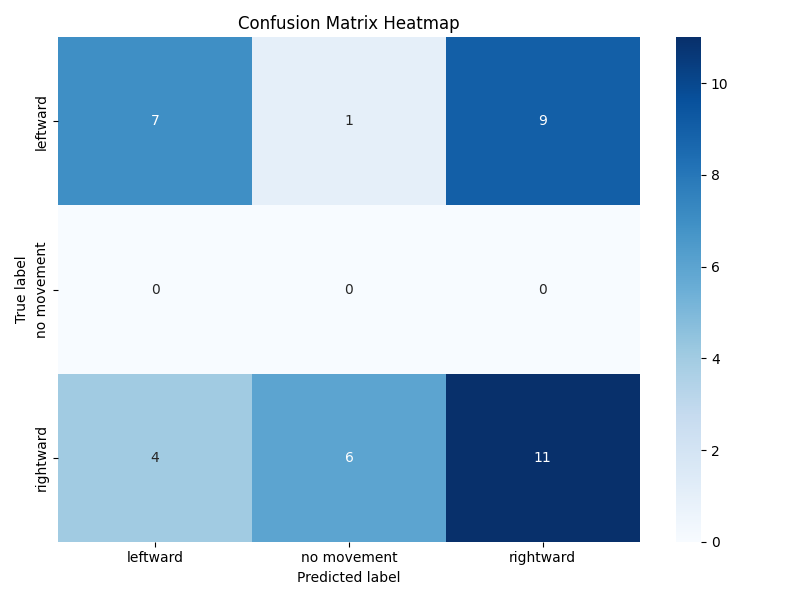 Confusion Matrix Heatmap
True label
leftward
7 1 9
no movement
0 0 0
rightward
4 6 11
leftward no movement rightward
Predicted label
10
8
6
4
2
0